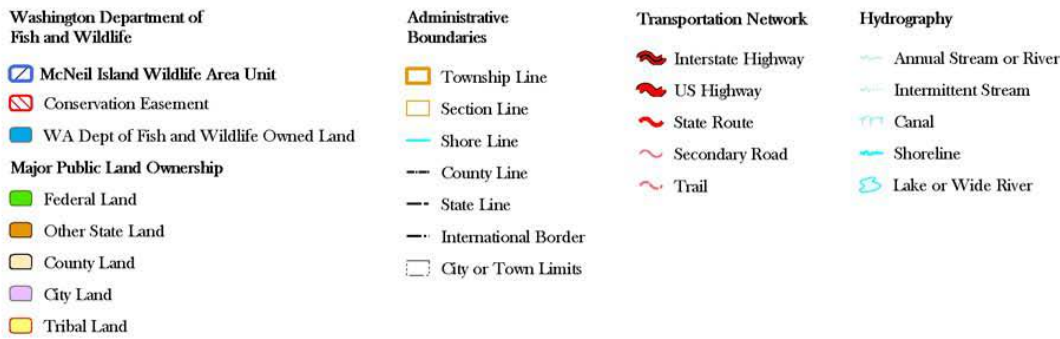 Washington Department of
Fish and Wildlife
McNeil Island Wildlife Area Unit
Conservation Easement
WA Dept of Fish and Wildlife Owned Land
Major Public Land Ownership
Federal Land
Other State Land
County Land
City Land
Tribal Land
Administrative
Boundaries
Township Line
Section Line
Shore Line
County Line
State Line
International Border
City or Town Limits
Transportation Network
Interstate Highway
US Highway
State Route
Secondary Road
Trail
Hydrography
Annual Stream or River
Intermittent Stream
Canal
Shoreline
Lake or Wide River